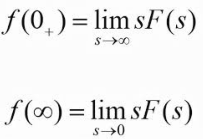 f(0₊) = lim_{s→∞} sF(s)
f(∞) = lim_{s→0} sF(s)